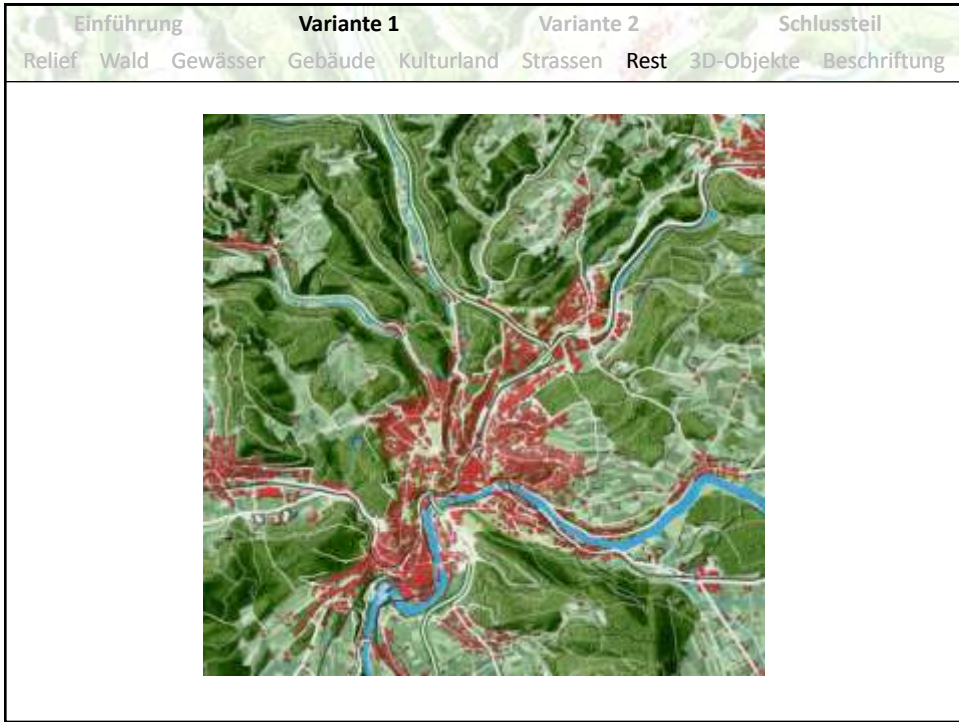 Einführung Variante 1 Variante 2 Schlussteil
Relief Wald Gewässer Gebäude Kulturland Strassen Rest 3D-Objekte Beschriftung